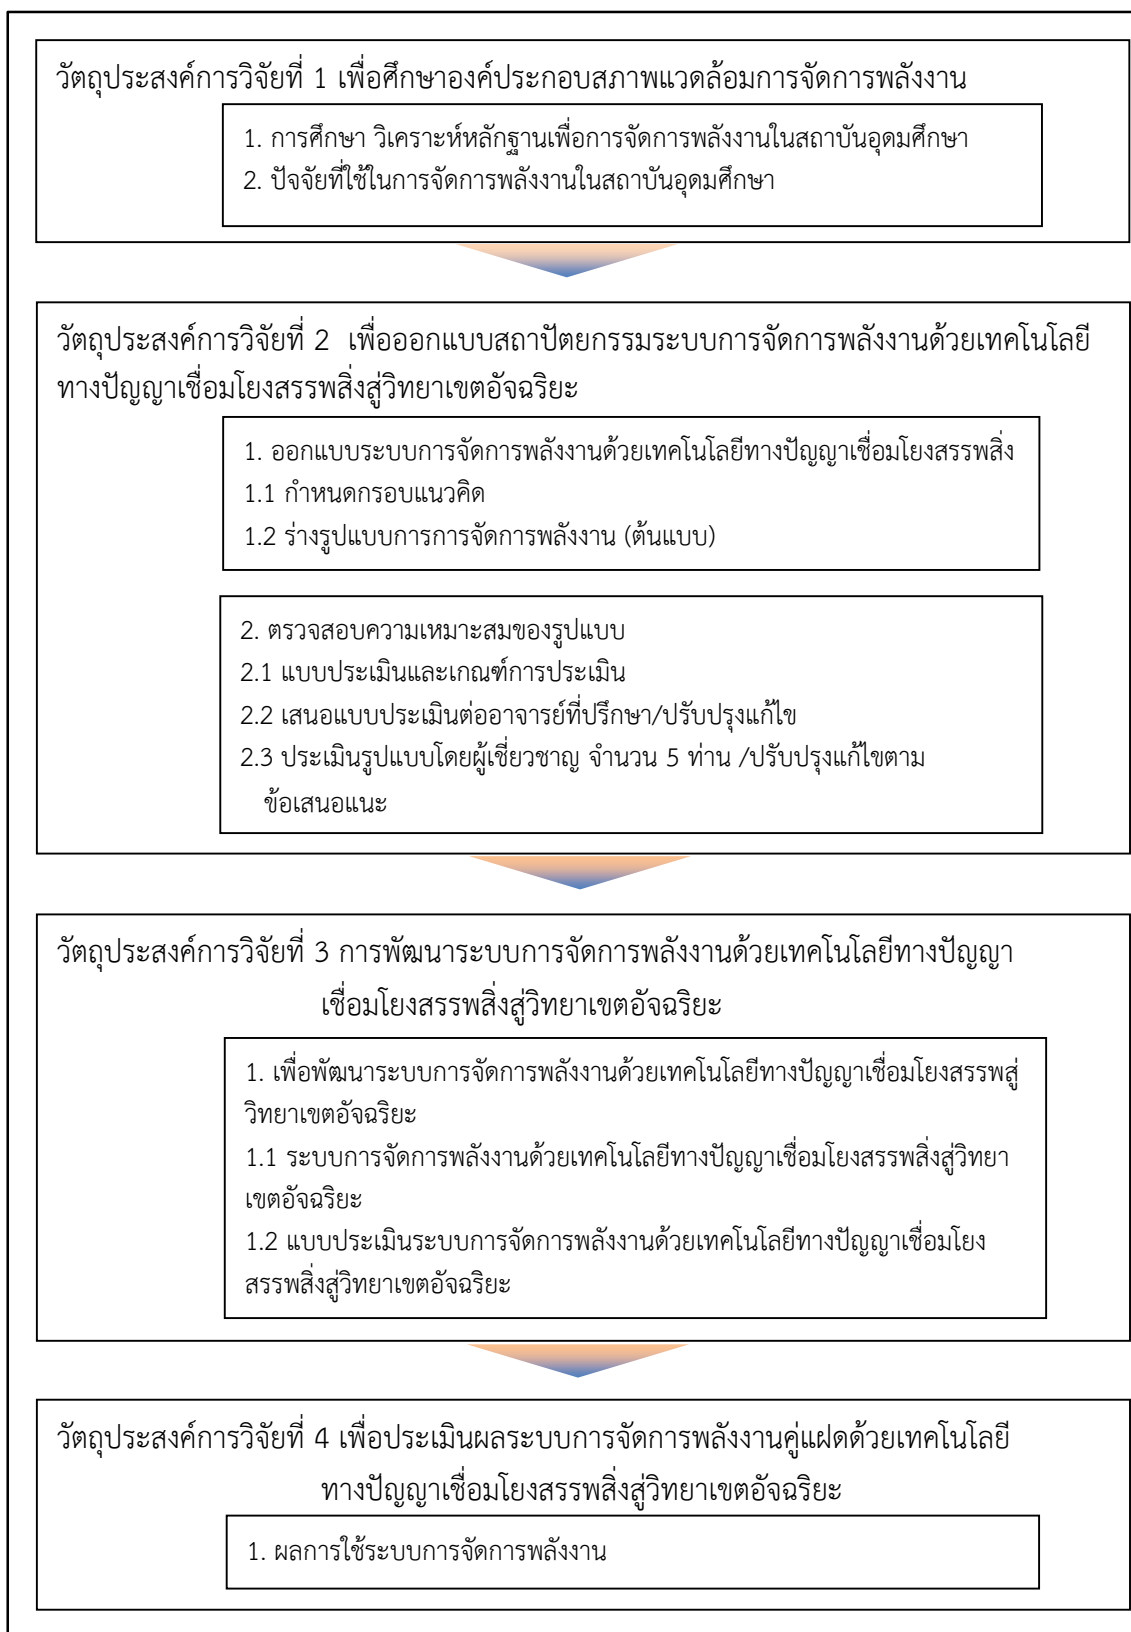 วัตถุประสงค์การวิจัยที่ 1 เพื่อศึกษาองค์ประกอบสภาพแวดล้อมการจัดการพลังงาน
1. การศึกษา วิเคราะห์หลักฐานเพื่อการจัดการพลังงานในสถาบันอุดมศึกษา
2. ปัจจัยที่ใช้ในการจัดการพลังงานในสถาบันอุดมศึกษา
วัตถุประสงค์การวิจัยที่ 2 เพื่อออกแบบสถาปัตยกรรมระบบการจัดการพลังงานด้วยเทคโนโลยี
ทางปัญญาเชื่อมโยงสรรพสิ่งสู่วิทยาเขตอัจฉริยะ
1. ออกแบบระบบการจัดการพลังงานด้วยเทคโนโลยีทางปัญญาเชื่อมโยงสรรพสิ่ง
1.1 กำหนดกรอบแนวคิด
1.2 ร่างรูปแบบการการจัดการพลังงาน (ต้นแบบ)
2. ตรวจสอบความเหมาะสมของรูปแบบ
2.1 แบบประเมินและเกณฑ์การประเมิน
2.2 เสนอแบบประเมินต่ออาจารย์ที่ปรึกษา/ปรับปรุงแก้ไข
2.3 ประเมินรูปแบบโดยผู้เชี่ยวชาญ จำนวน 5 ท่าน /ปรับปรุงแก้ไขตาม
ข้อเสนอแนะ
วัตถุประสงค์การวิจัยที่ 3 การพัฒนาระบบการจัดการพลังงานด้วยเทคโนโลยีทางปัญญา
เชื่อมโยงสรรพสิ่งสู่วิทยาเขตอัจฉริยะ
1. เพื่อพัฒนาระบบการจัดการพลังงานด้วยเทคโนโลยีทางปัญญาเชื่อมโยงสรรพสู่
วิทยาเขตอัจฉริยะ
1.1 ระบบการจัดการพลังงานด้วยเทคโนโลยีทางปัญญาเชื่อมโยงสรรพสิ่งสู่วิทยา
เขตอัจฉริยะ
1.2 แบบประเมินระบบการจัดการพลังงานด้วยเทคโนโลยีทางปัญญาเชื่อมโยง
สรรพสิ่งสู่วิทยาเขตอัจฉริยะ
วัตถุประสงค์การวิจัยที่ 4 เพื่อประเมินผลระบบการจัดการพลังงานคู่แฝดด้วยเทคโนโลยี
ทางปัญญาเชื่อมโยงสรรพสิ่งสู่วิทยาเขตอัจฉริยะ
1. ผลการใช้ระบบการจัดการพลังงาน